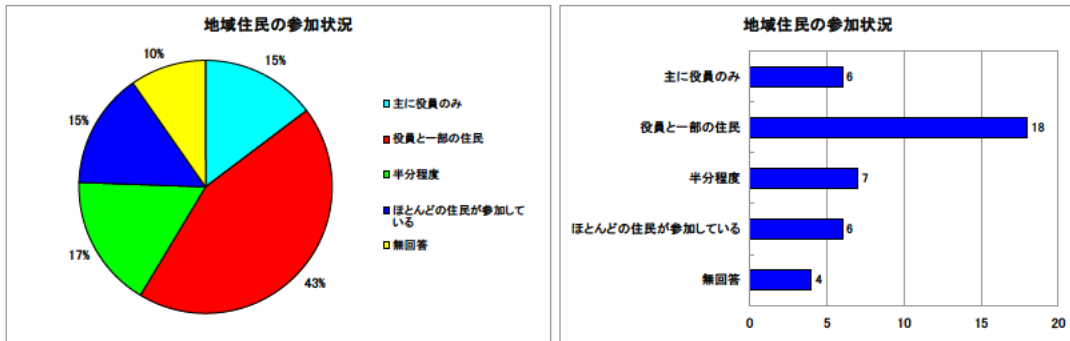 地域住民の参加状況
10%
15%
15%
17%
43%
主に役員のみ
役員と一部の住民
半分程度
ほとんどの住民が参加して
いる
無回答
地域住民の参加状況
主に役員のみ
6
役員と一部の住民
18
半分程度
7
ほとんどの住民が参加している
6
無回答
4
0 5 10 15 20